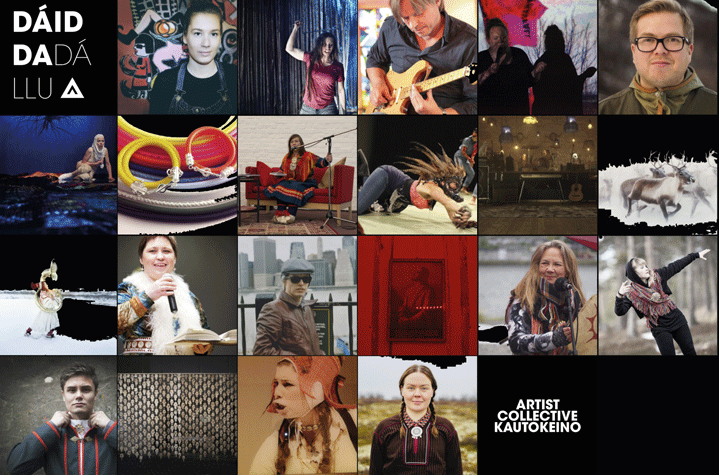 DÁID
DADÁ
LLU
ARTIST
COLLECTIVE
KAUTOKEINO